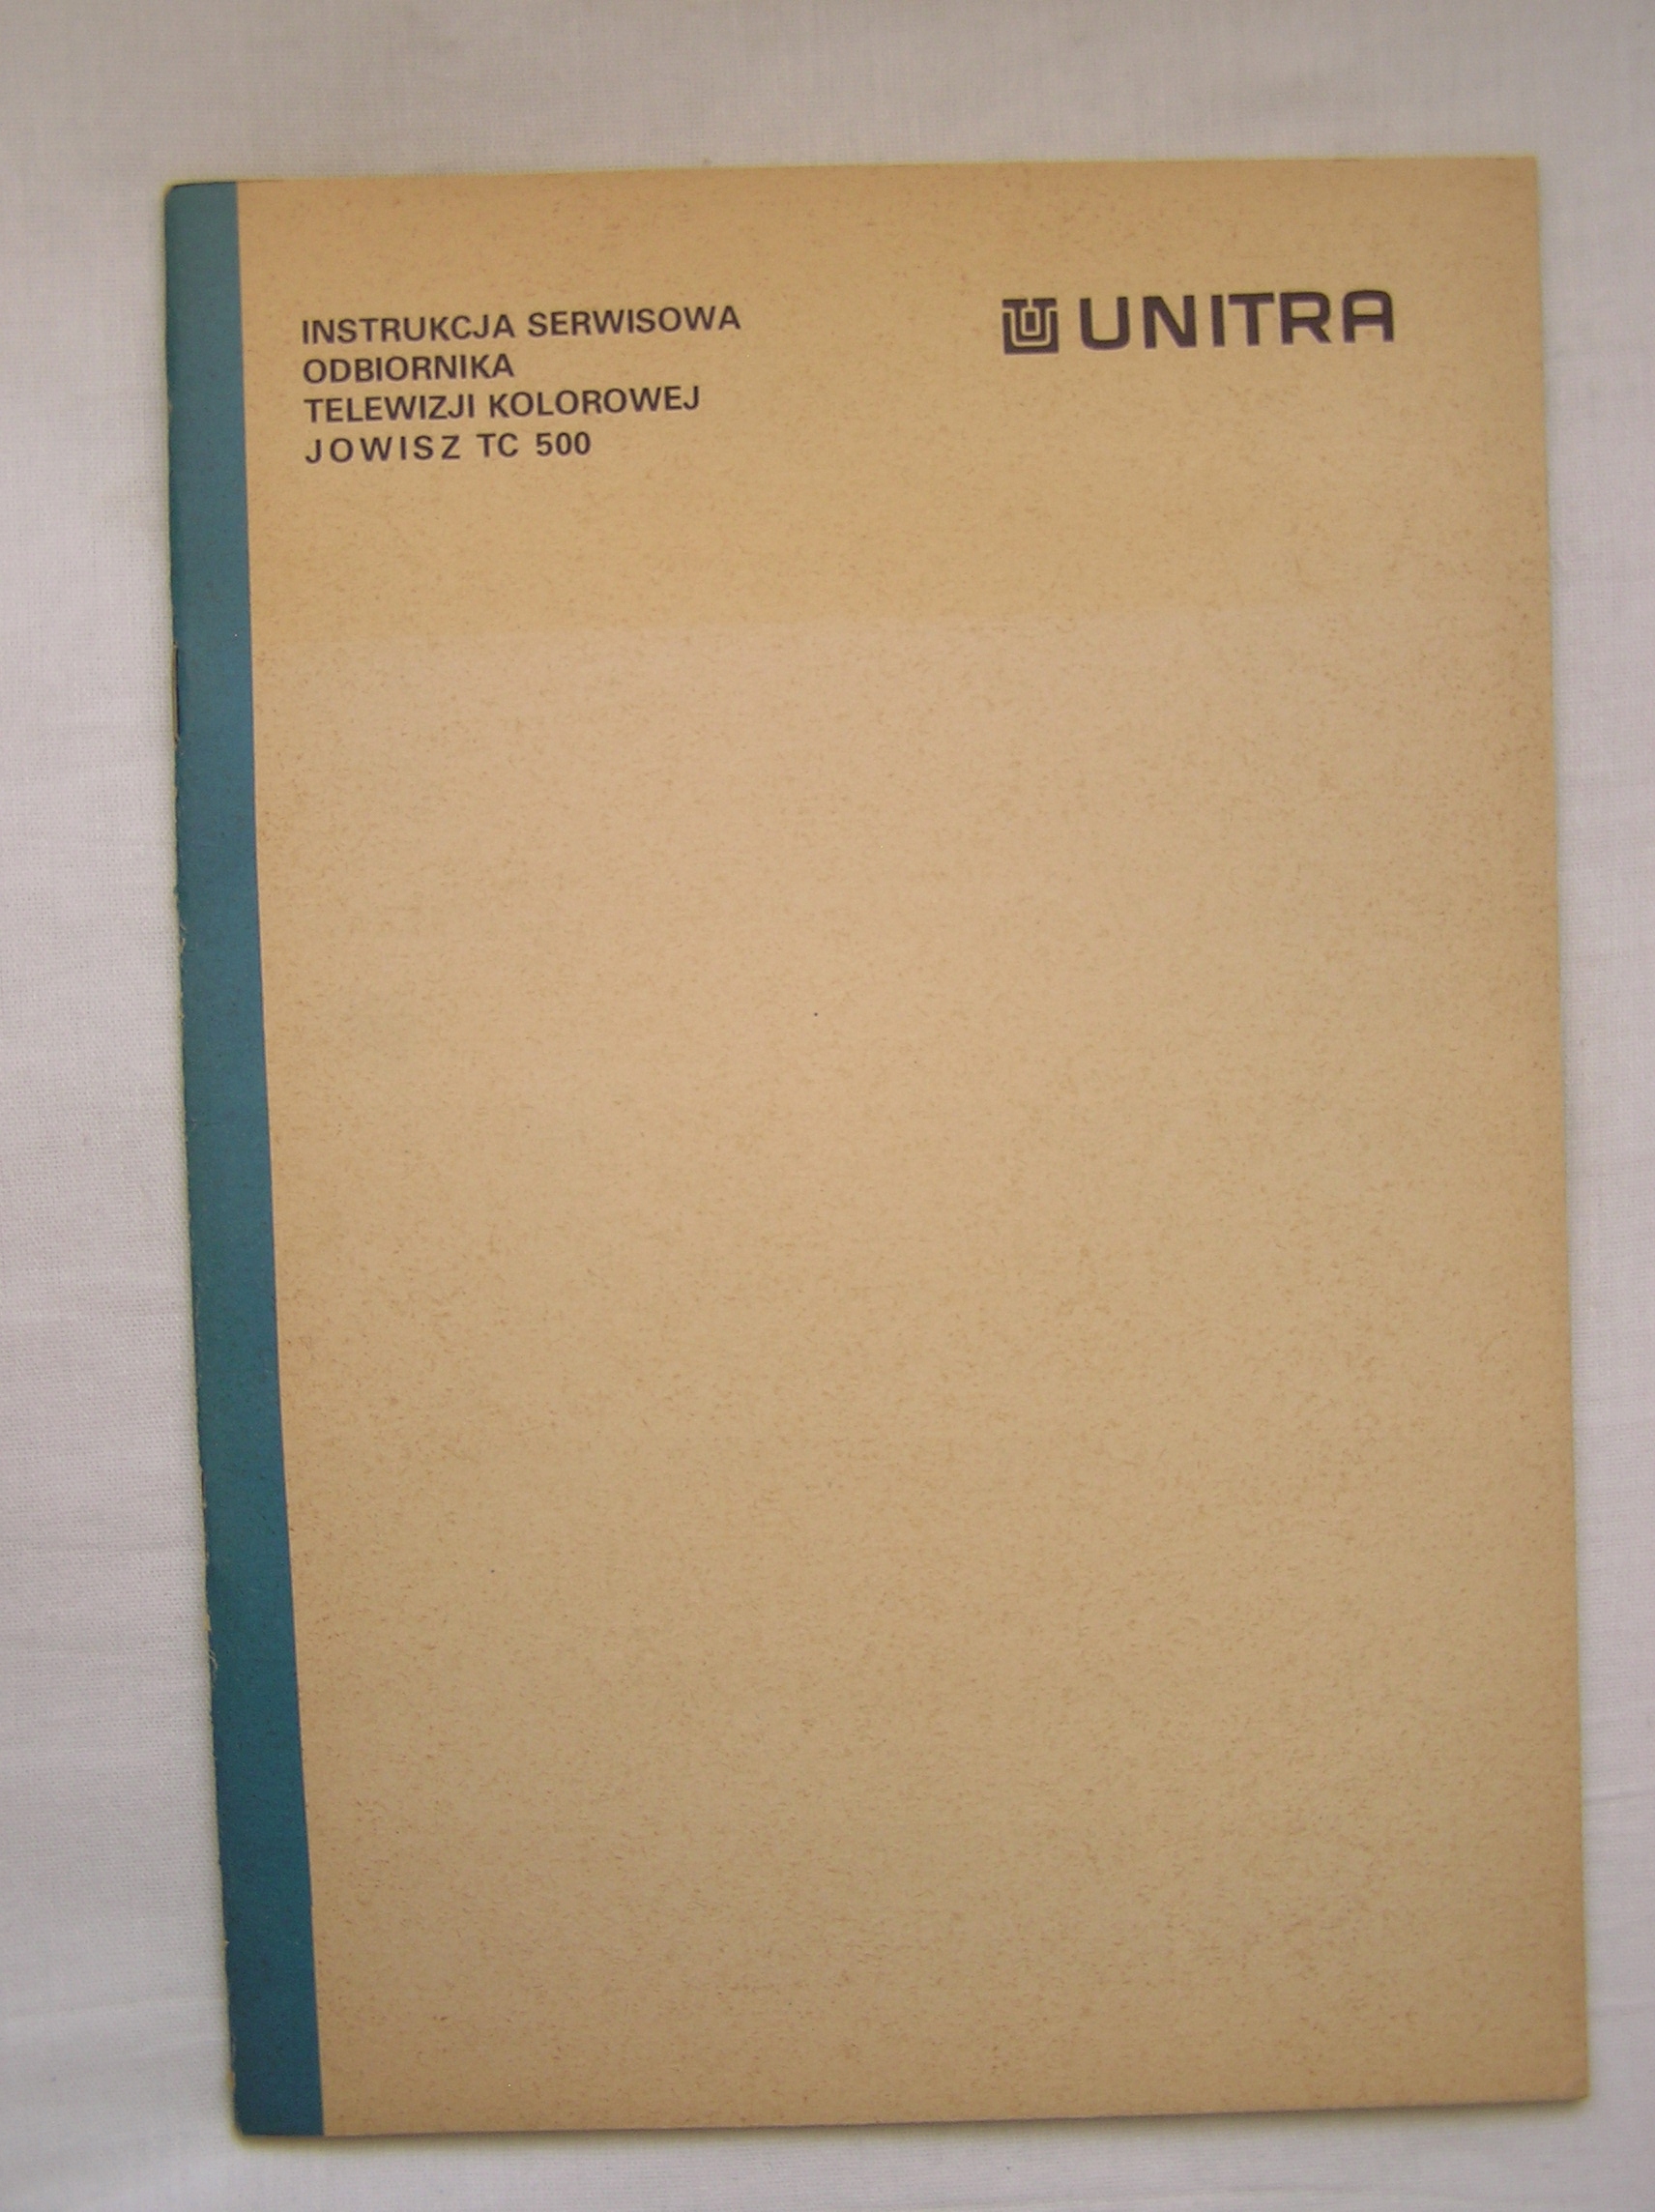 INSTRUKCJA SERWISOWA
ODBIORNIKA
TELEWIZJI KOLOROWEJ
JOWISZ TC 500
UNITRA